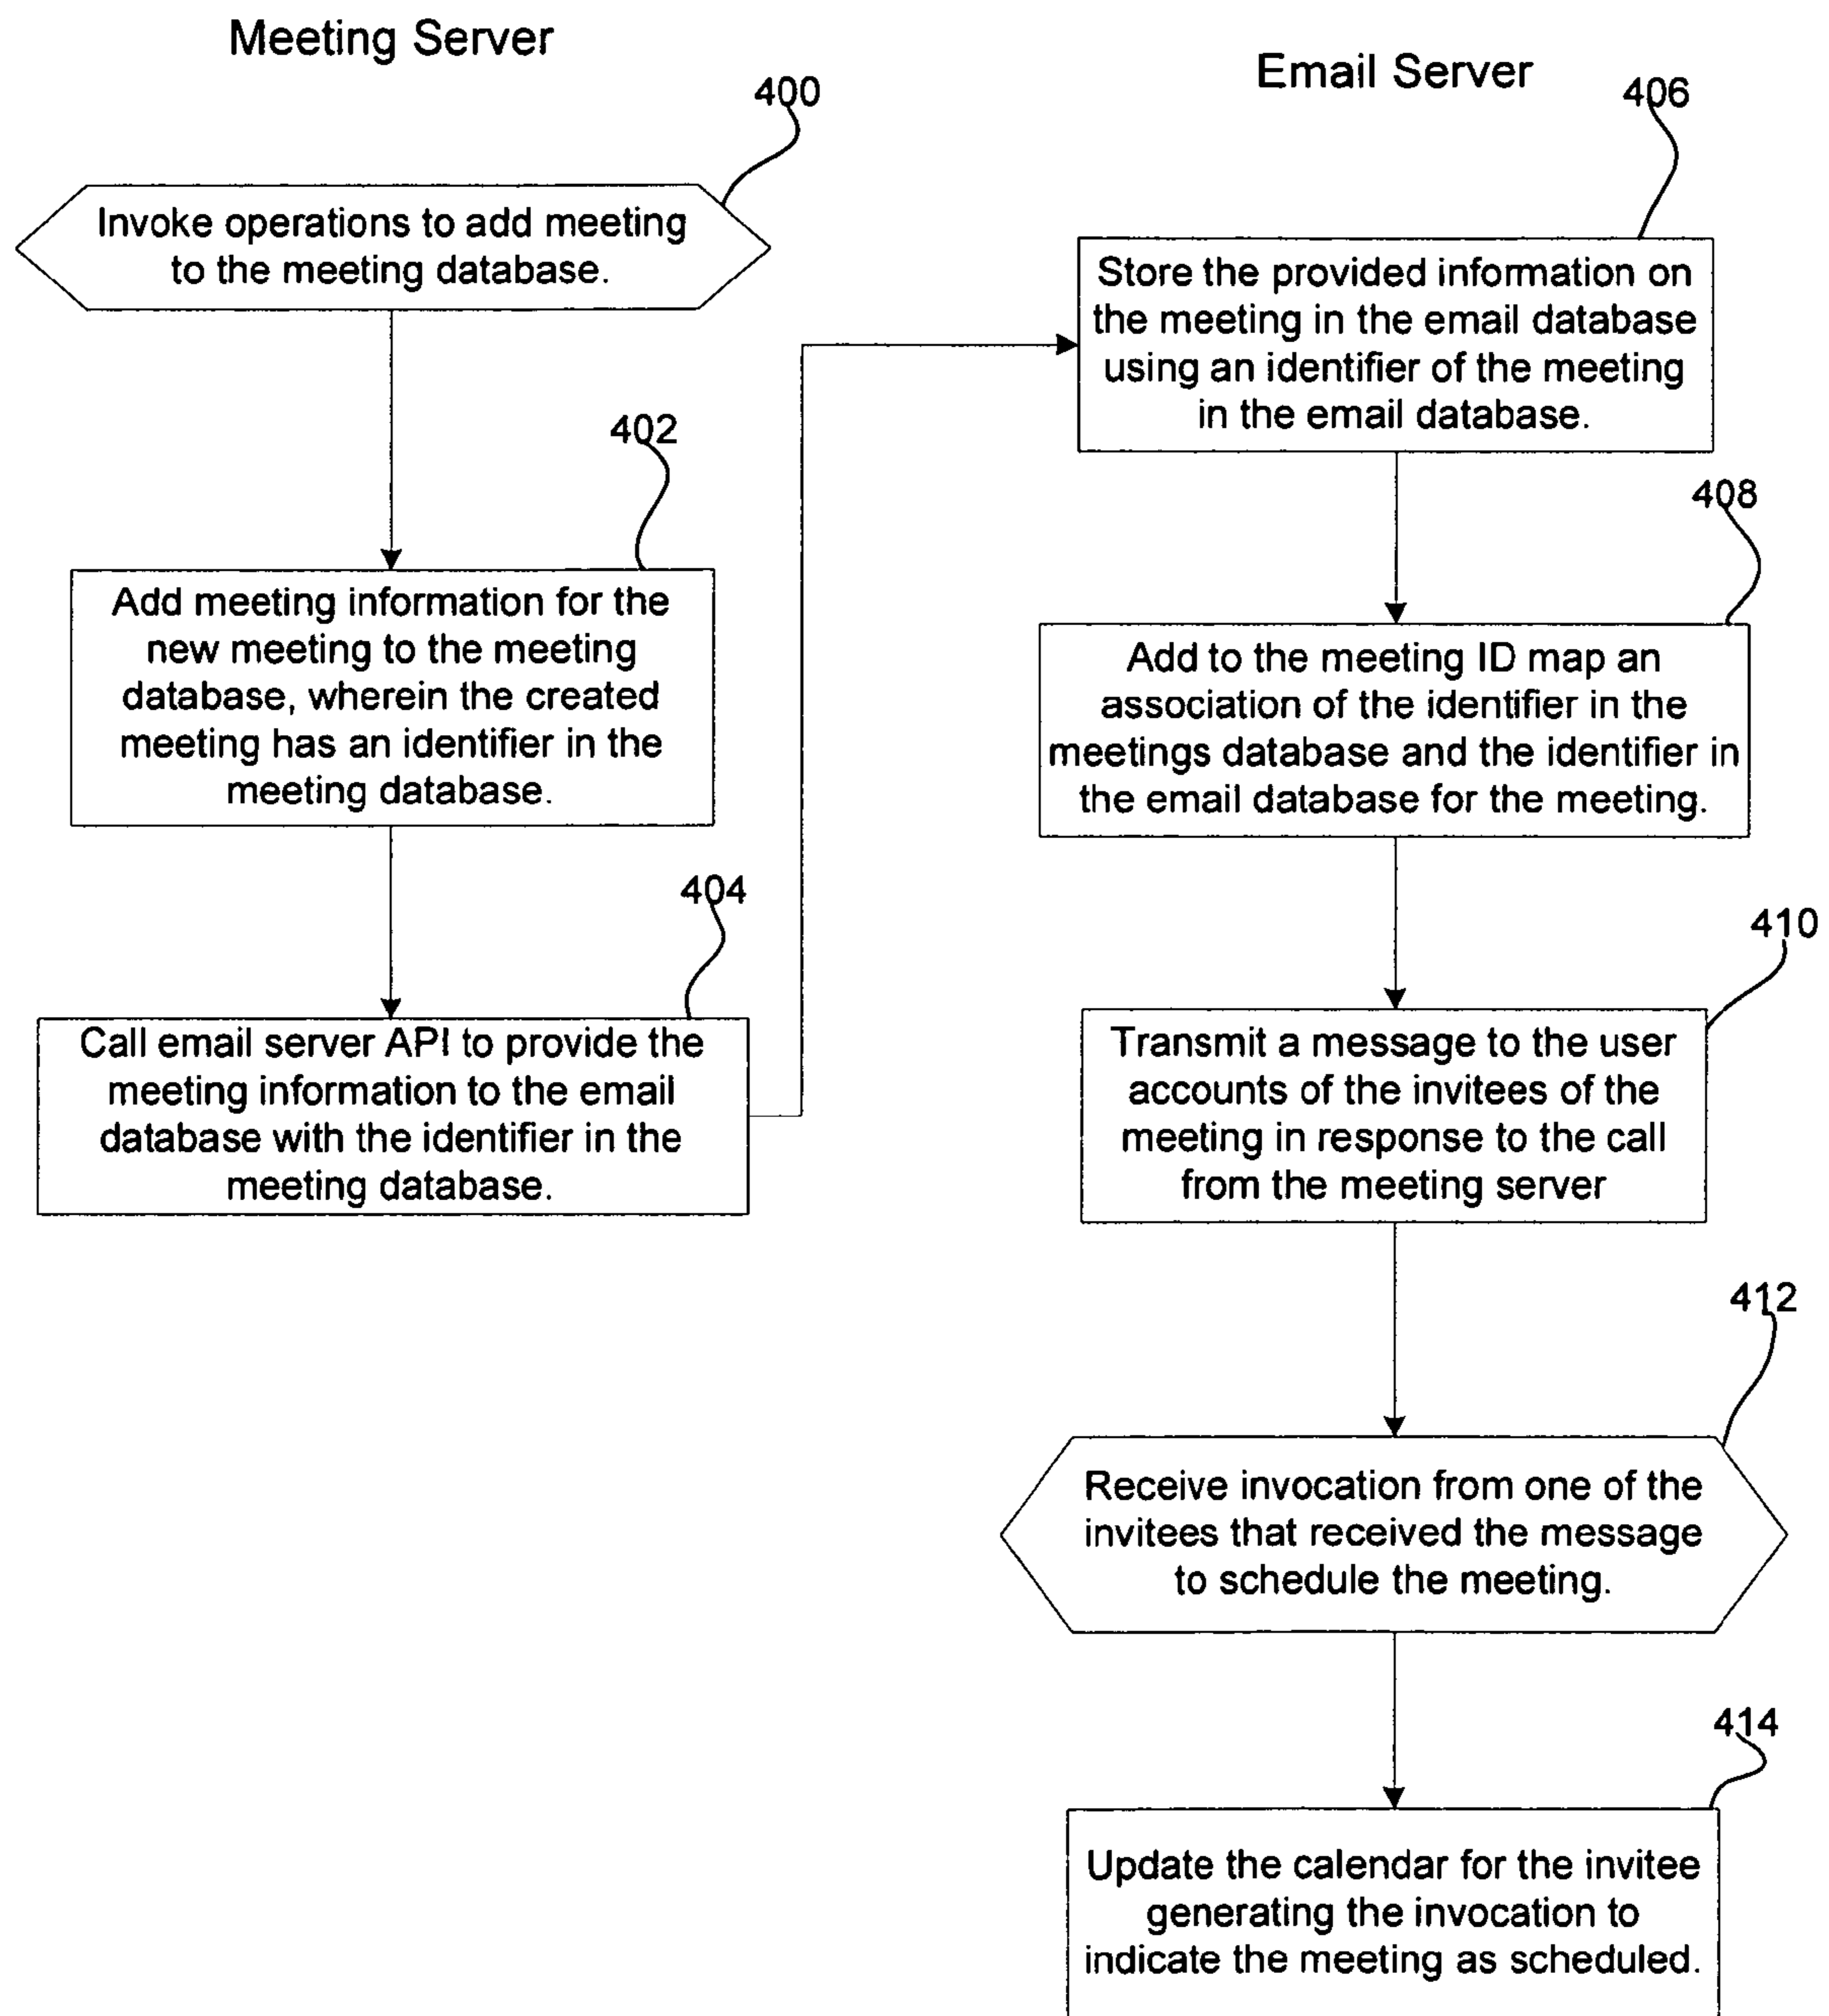 Meeting Server
400
Invoke operations to add meeting
to the meeting database.
402
Add meeting information for the
new meeting to the meeting
database, wherein the created
meeting has an identifier in the
meeting database.
404
Call email server API to provide the
meeting information to the email
database with the identifier in the
meeting database.
Email Server
406
Store the provided information on
the meeting in the email database
using an identifier of the meeting
in the email database.
408
Add to the meeting ID map an
association of the identifier in the
meetings database and the identifier in
the email database for the meeting.
410
Transmit a message to the user
accounts of the invitees of the
meeting in response to the call
from the meeting server
412
Receive invocation from one of the
invitees that received the message
to schedule the meeting.
414
Update the calendar for the invitee
generating the invocation to
indicate the meeting as scheduled.